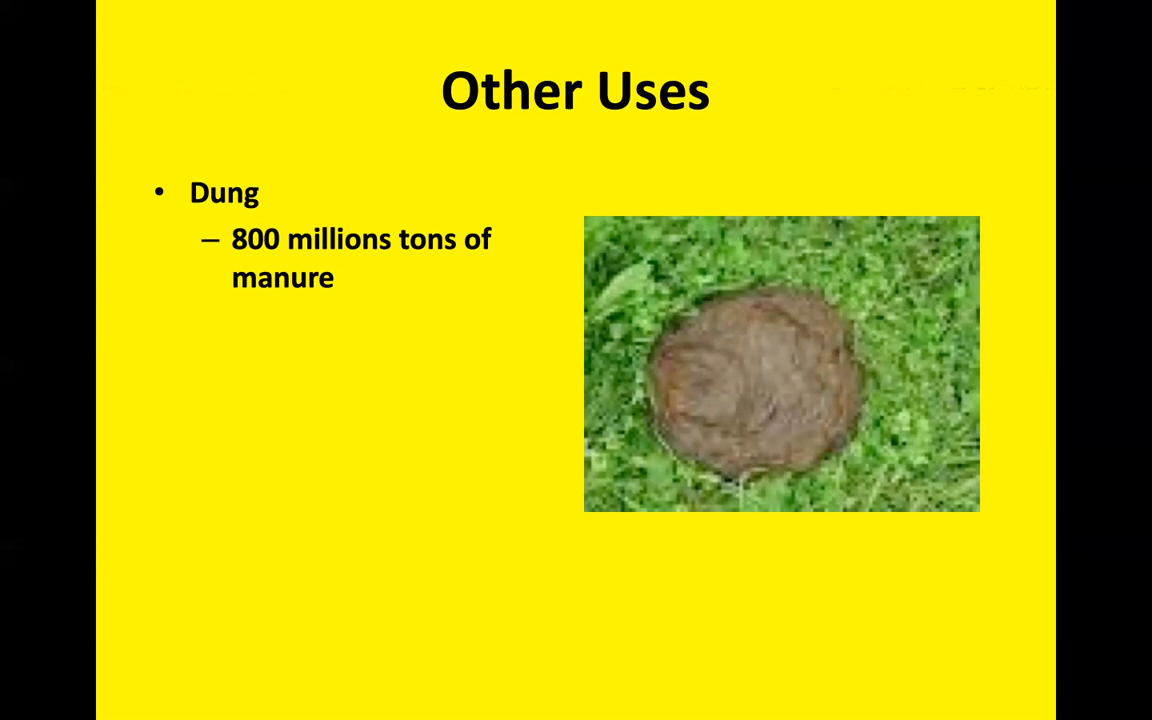 Other Uses
• Dung
– 800 millions tons of
manure